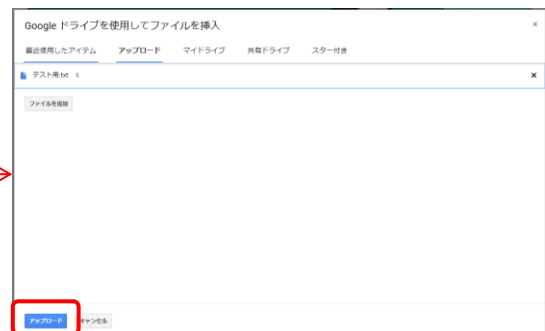 Google ドライブを使用してファイルを挿入 ×
最近使用したアイテム アップロード マイドライブ 共有ドライブ スター付き
テスト用.txt 6 ×
ファイルを追加
アップロード キャンセル